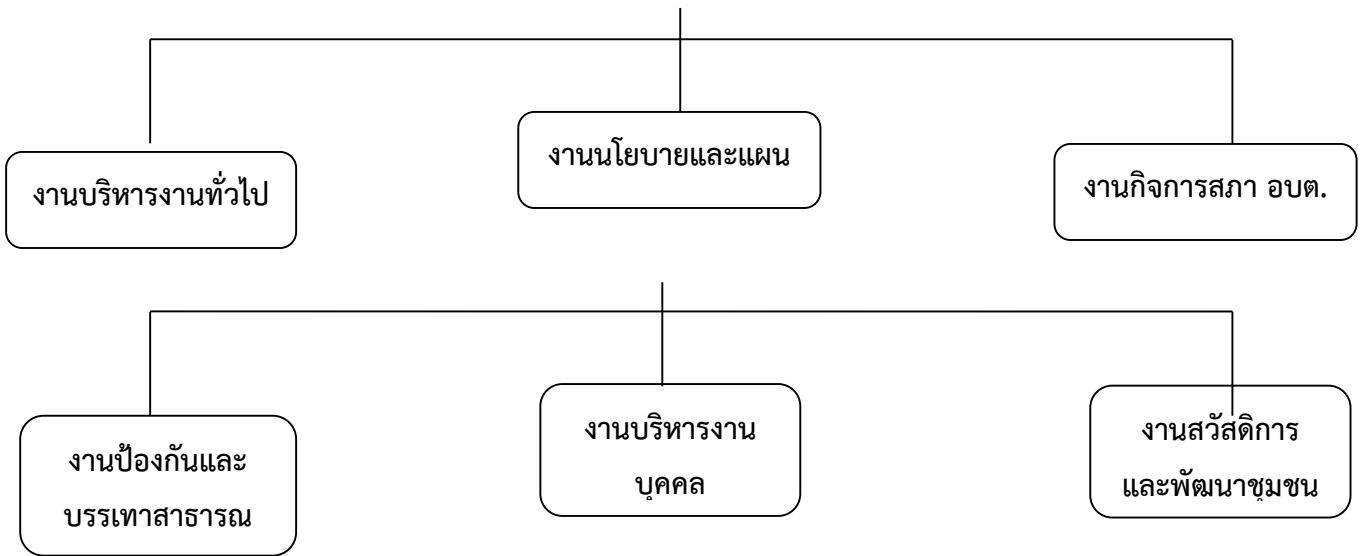 งานนโยบายและแผน
งานบริหารงานทั่วไป
งานกิจการสภา อบต.
งานป้องกันและ
บรรเทาสาธารณ
งานบริหารงาน
บุคคล
งานสวัสดิการ
และพัฒนาชุมชน